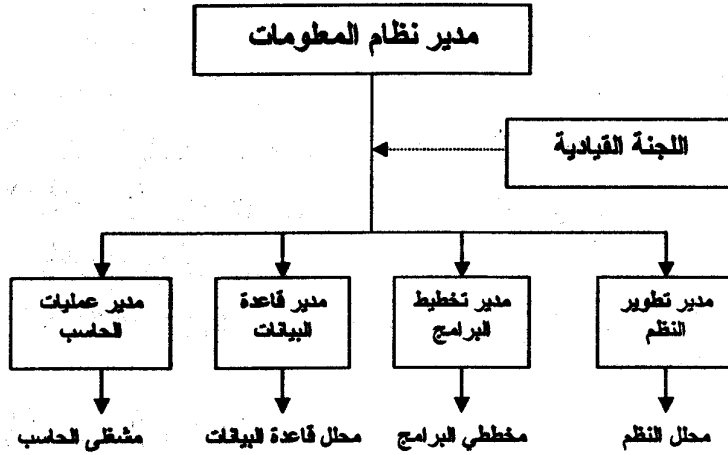 مدير نظام المعلومات
اللجنة القيادية
مدير تطوير
النظم
مدير تخطيط
البرامج
مدير قاعدة
البيانات
مدير عمليات
الحاسب
محلل النظم
مخططي البرامج
محلل قاعدة البيانات
مشغلى الحاسب